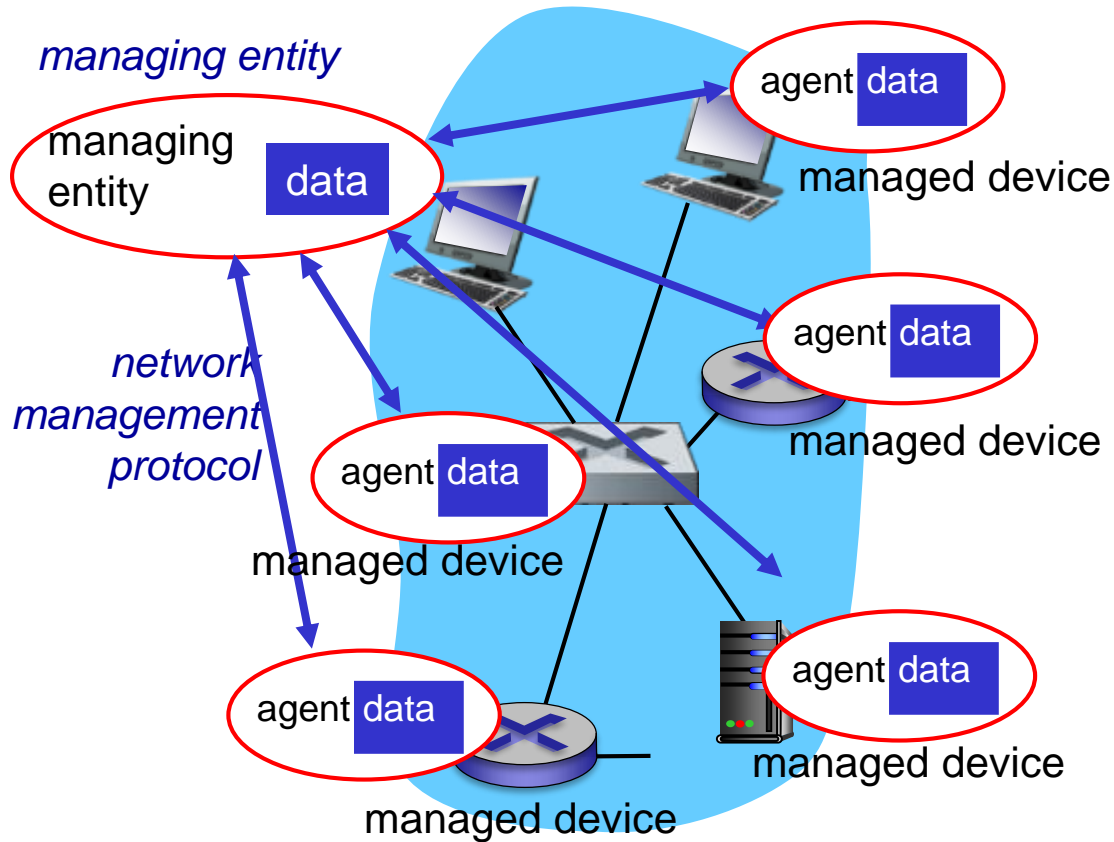 managing entity
managing
entity
data
agent data
managed device
agent data
managed device
network
management
protocol
agent data
managed device
agent data
managed device
agent data
managed device